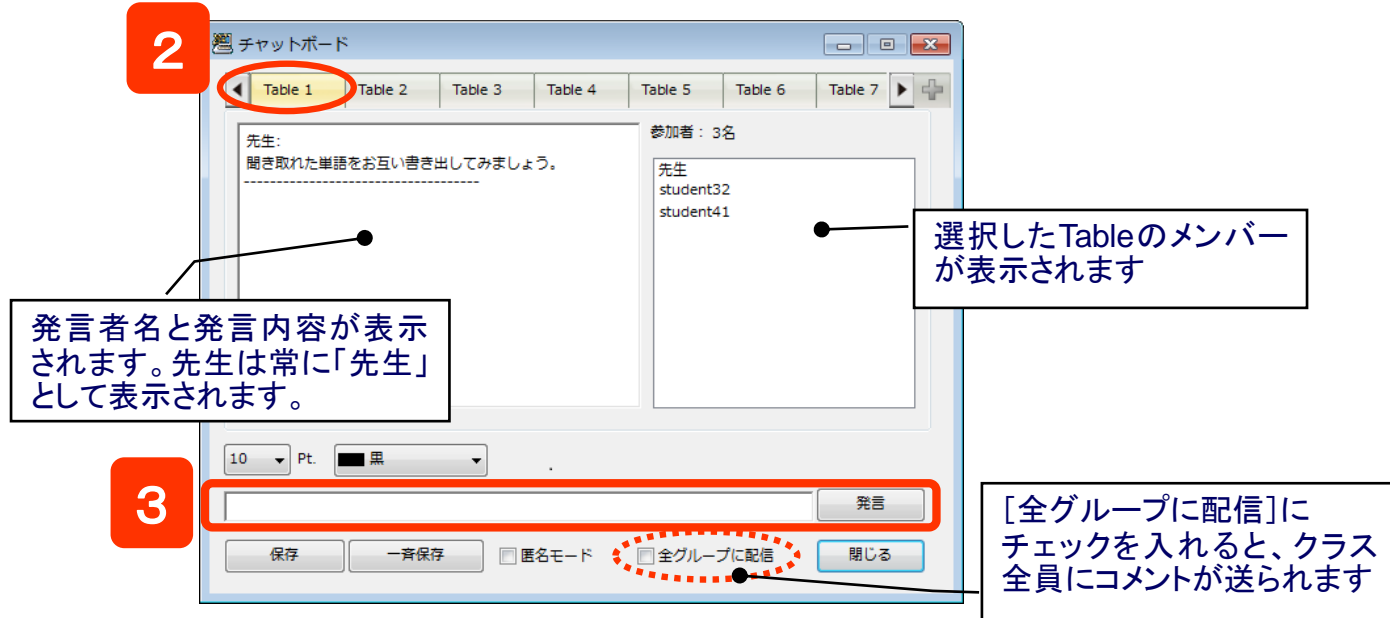 2
チャットボード
Table 1 Table 2 Table 3 Table 4 Table 5 Table 6 Table 7
先生:
聞き取れた単語をお互い書き出してみましょう。
------------------------------------
参加者： 3名
先生
student32
student41
選択したTableのメンバー
が表示されます
発言者名と発言内容が表示
されます。先生は常に「先生」
として表示されます。
10 Pt. 黒
.
3
発言
保存 一斉保存 匿名モード 全グループに配信 閉じる
［全グループに配信］に
チェックを入れると、クラス
全員にコメントが送られます